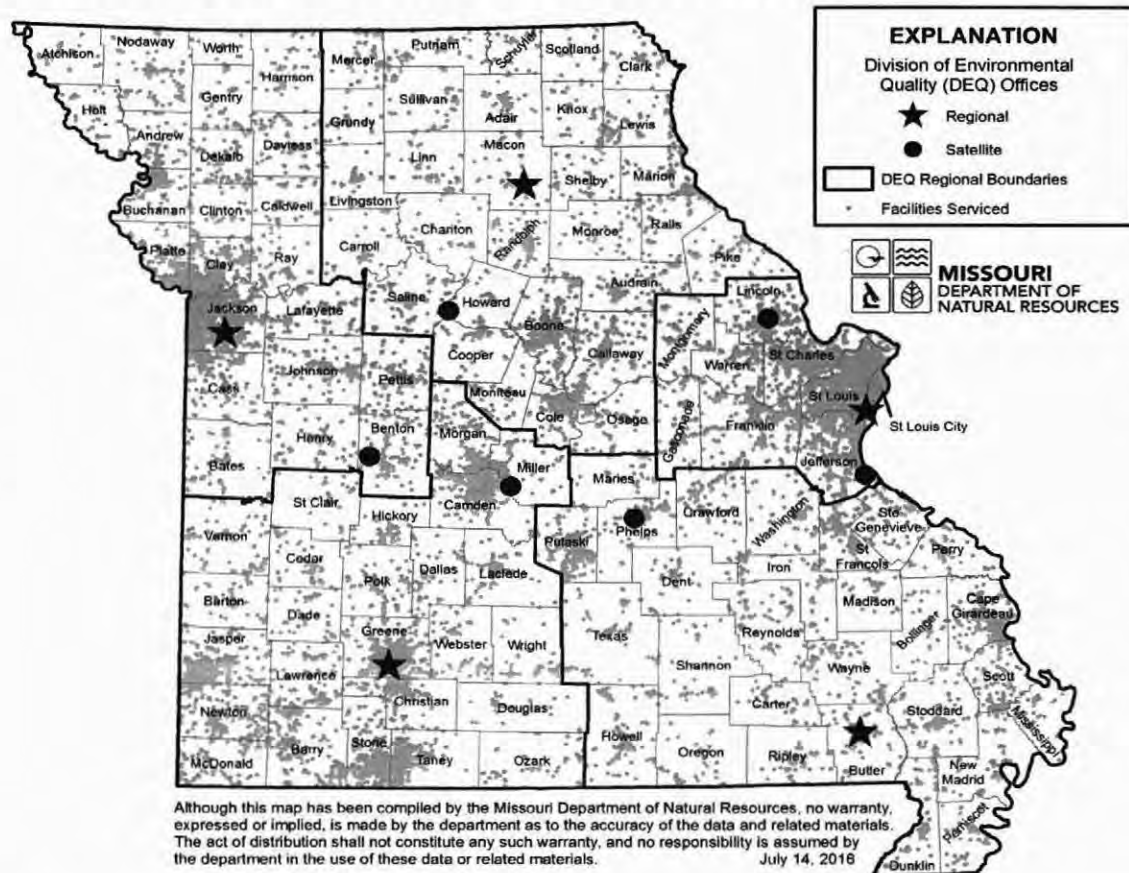 EXPLANATION
Division of Environmental
Quality (DEQ) Offices
Regional
Satellite
DEQ Regional Boundaries
Facilities Serviced
MISSOURI
DEPARTMENT OF
NATURAL RESOURCES
Atchison
Nodaway
Worth
Harrison
Mercer
Putnam
Schuyler
Scotland
Clark
Holt
Gentry
Sullivan
Adair
Knox
Lewis
Andrew
Dekalb
Daviess
Grundy
Linn
Macon
Shelby
Marion
Buchanan
Clinton
Caldwell
Livingston
Chariton
Randolph
Monroe
Ralls
Platte
Clay
Ray
Carroll
Audrain
Pike
Jackson
Lafayette
Saline
Howard
Boone
Callaway
Montgomery
Lincoln
Warren
St Charles
Cass
Johnson
Pettis
Cooper
Moniteau
Cole
Osage
Gasconade
Franklin
St Louis
St Louis City
Bates
Henry
Benton
Morgan
Miller
Maries
Jefferson
St Clair
Hickory
Camden
Pulaski
Phelps
Crawford
Washington
Ste
Genevieve
St
Francois
Perry
Vernon
Cedar
Polk
Dallas
Laclede
Dent
Iron
Madison
Bollinger
Cape
Girardeau
Barton
Dade
Greene
Webster
Wright
Texas
Shannon
Reynolds
Wayne
Scott
Jasper
Lawrence
Christian
Douglas
Carter
Stoddard
Mississippi
Newton
Barry
Stone
Taney
Ozark
Howell
Oregon
Ripley
Butler
New
Madrid
McDonald
Pemiscot
Dunklin
Although this map has been compiled by the Missouri Department of Natural Resources, no warranty,
expressed or implied, is made by the department as to the accuracy of the data and related materials.
The act of distribution shall not constitute any such warranty, and no responsibility is assumed by
the department in the use of these data or related materials. July 14, 2016